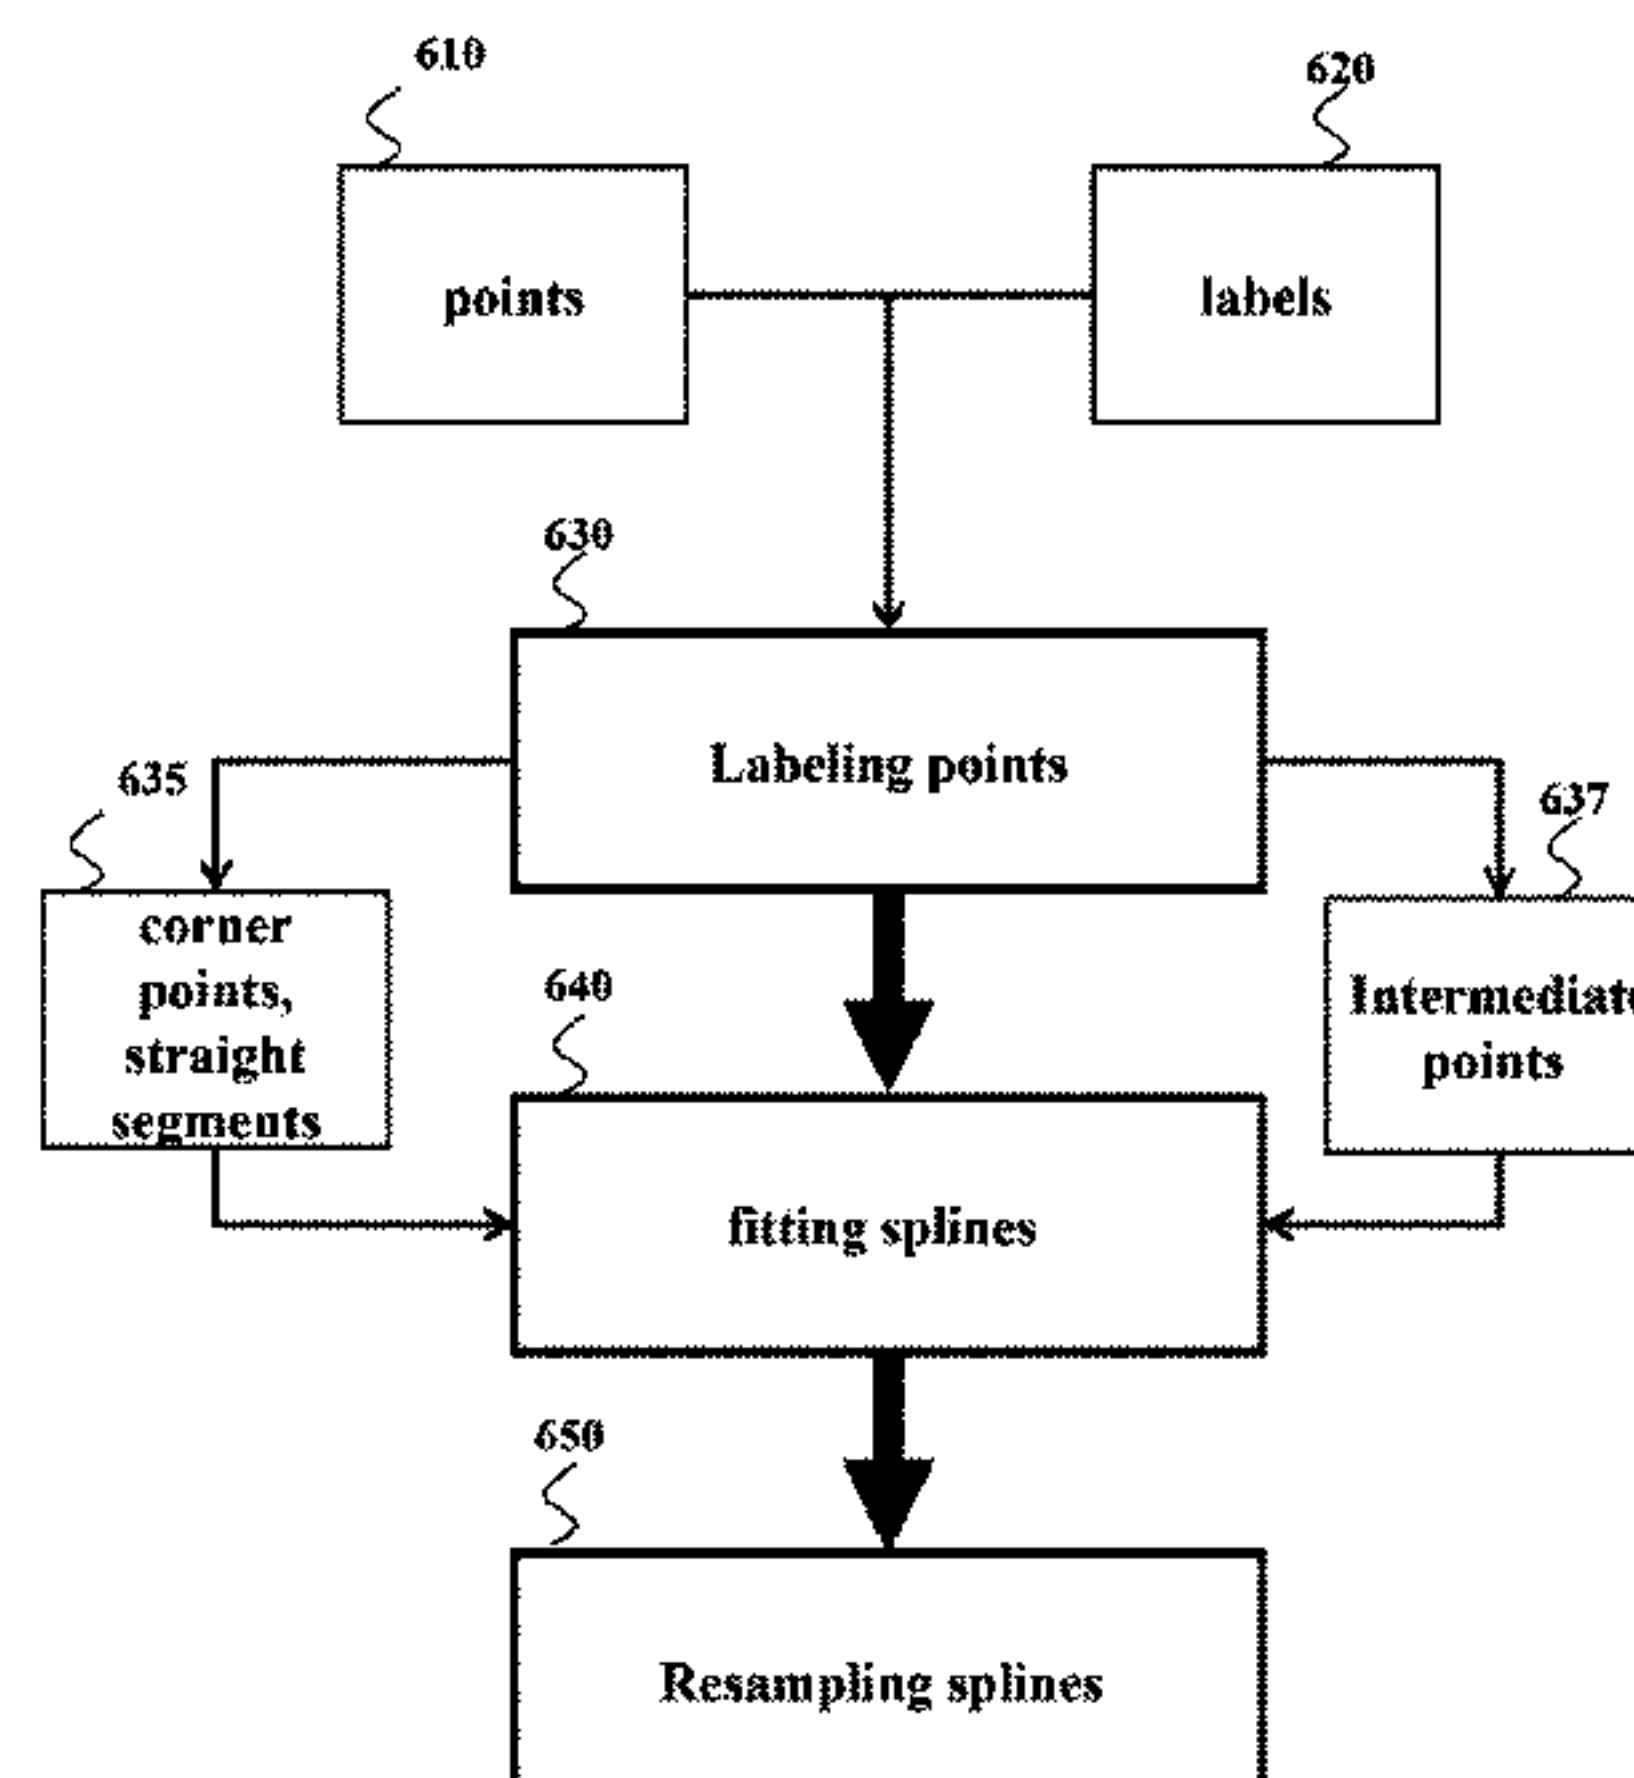 610
620
points
labels
630
Labeling points
635
637
corner
points,
straight
segments
Intermediate
points
640
fitting splines
650
Resampling splines